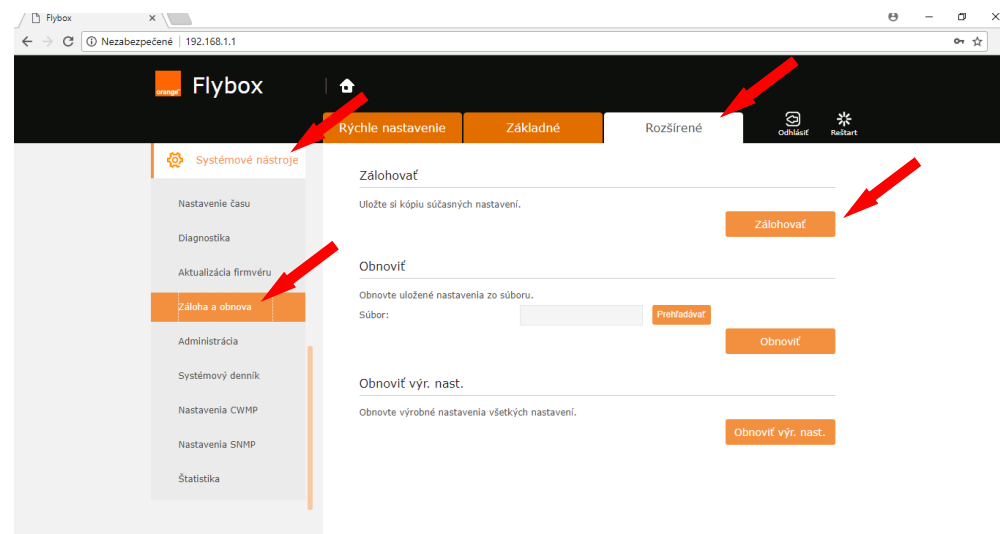 Flybox
Nezabezpečené | 192.168.1.1
orange
Flybox
Rýchle nastavenie
Základné
Rozšírené
Odhlásiť
Reštart
Systémové nástroje
Nastavenie času
Diagnostika
Aktualizácia firmvéru
Záloha a obnova
Administrácia
Systémový denník
Nastavenia CWMP
Nastavenia SNMP
Štatistika
Zálohovať
Uložte si kópiu súčasných nastavení.
Zálohovať
Obnoviť
Obnovte uložené nastavenia zo súboru.
Súbor:
Prehľadávať
Obnoviť
Obnoviť výr. nast.
Obnovte výrobné nastavenia všetkých nastavení.
Obnoviť výr. nast.